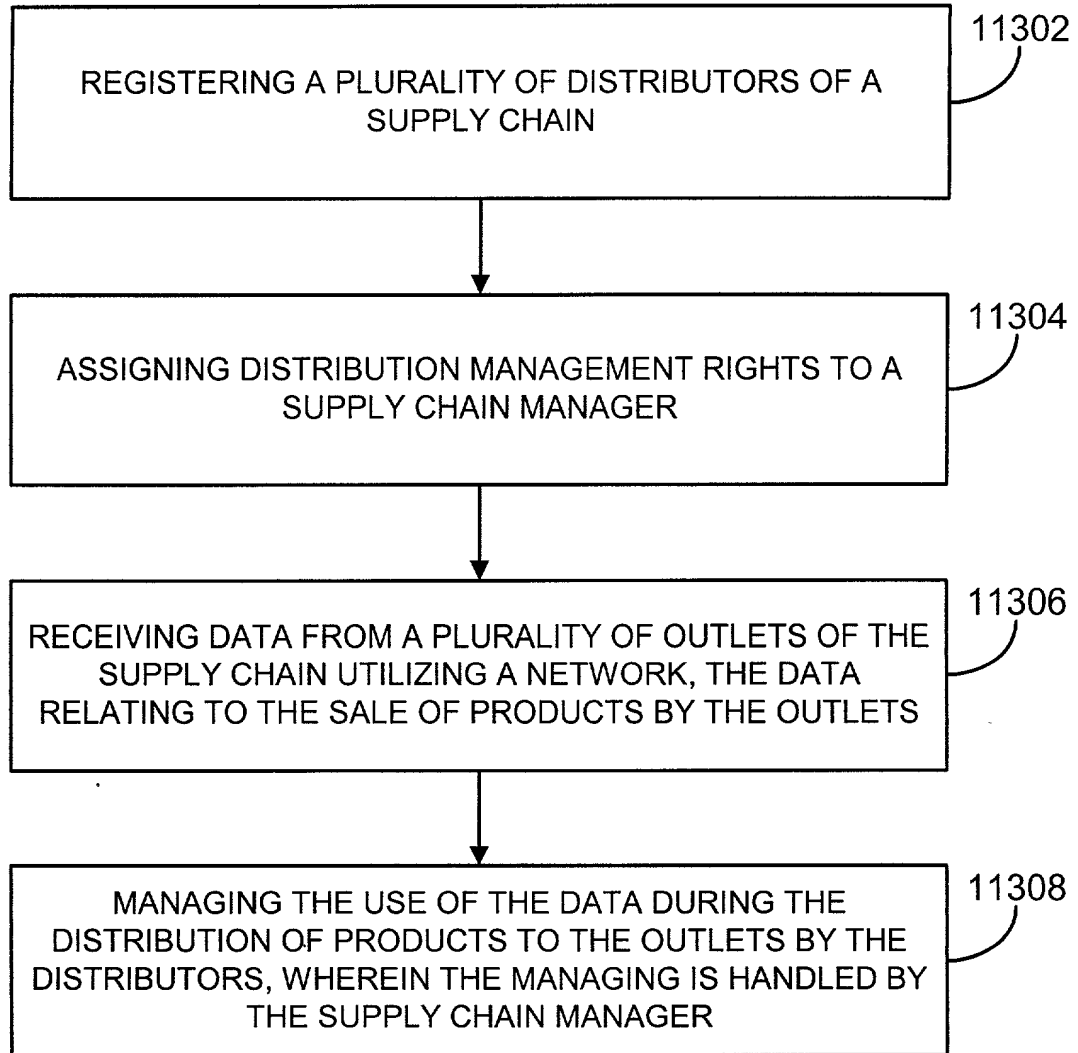 11302
REGISTERING A PLURALITY OF DISTRIBUTORS OF A
SUPPLY CHAIN
11304
ASSIGNING DISTRIBUTION MANAGEMENT RIGHTS TO A
SUPPLY CHAIN MANAGER
11306
RECEIVING DATA FROM A PLURALITY OF OUTLETS OF THE
SUPPLY CHAIN UTILIZING A NETWORK, THE DATA
RELATING TO THE SALE OF PRODUCTS BY THE OUTLETS
11308
MANAGING THE USE OF THE DATA DURING THE
DISTRIBUTION OF PRODUCTS TO THE OUTLETS BY THE
DISTRIBUTORS, WHEREIN THE MANAGING IS HANDLED BY
THE SUPPLY CHAIN MANAGER